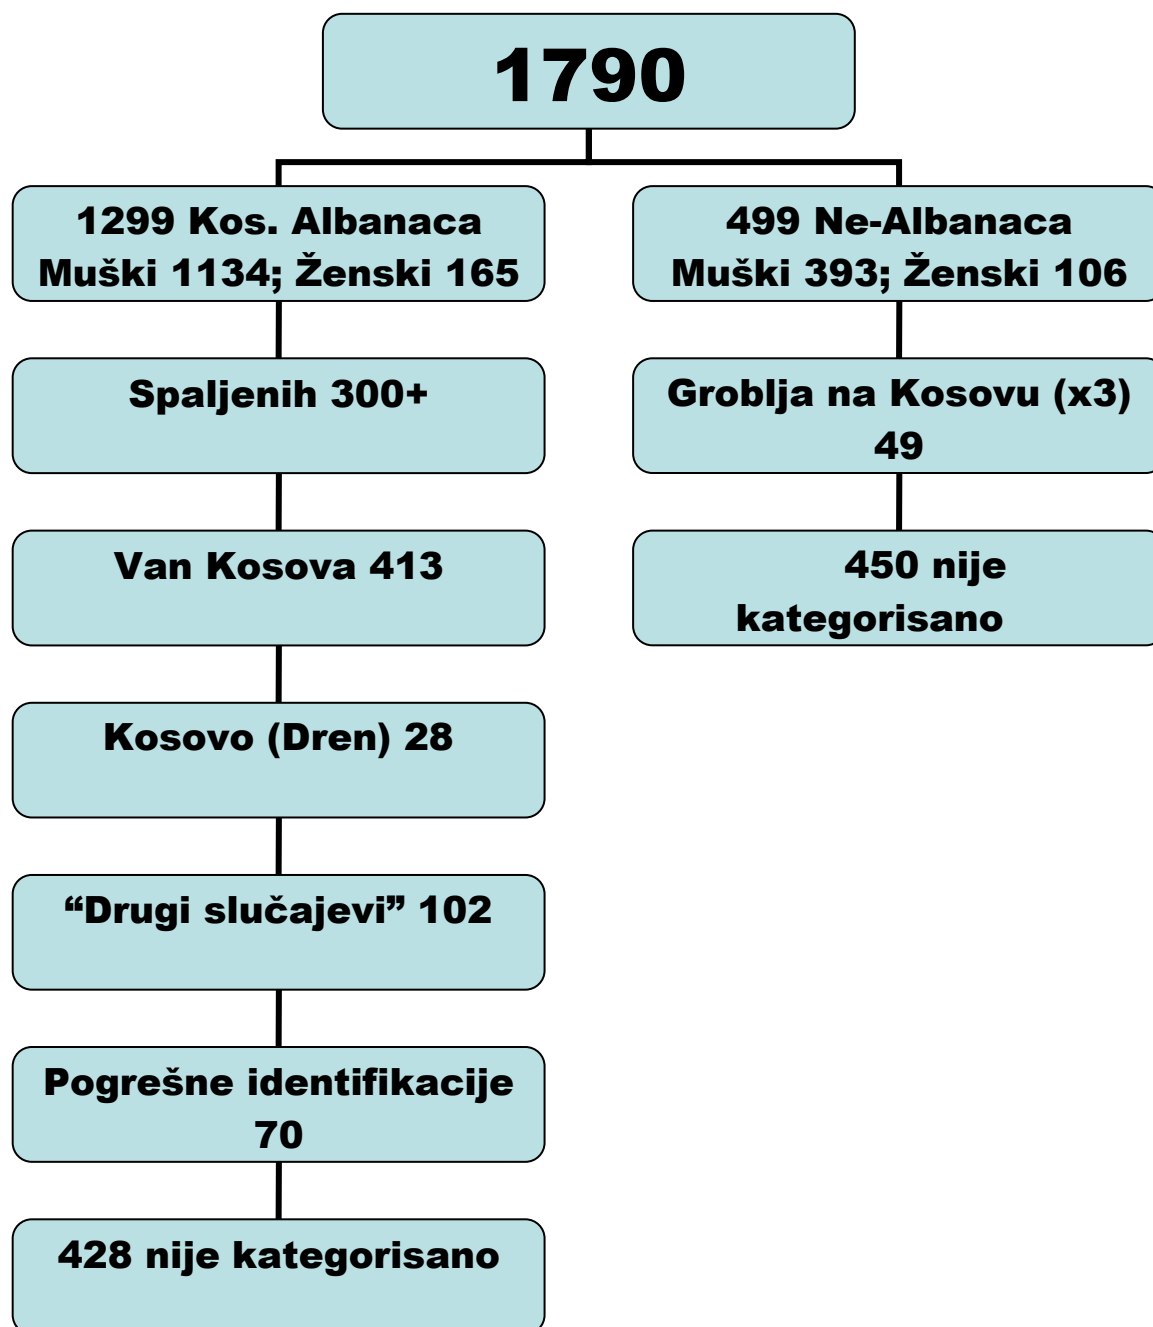 1790
1299 Kos. Albanaca
Muški 1134; Ženski 165
Spaljenih 300+
Van Kosova 413
Kosovo (Dren) 28
“Drugi slučajevi” 102
Pogrešne identifikacije
70
428 nije kategorisano
499 Ne-Albanaca
Muški 393; Ženski 106
Groblja na Kosovu (x3)
49
450 nije
kategorisano